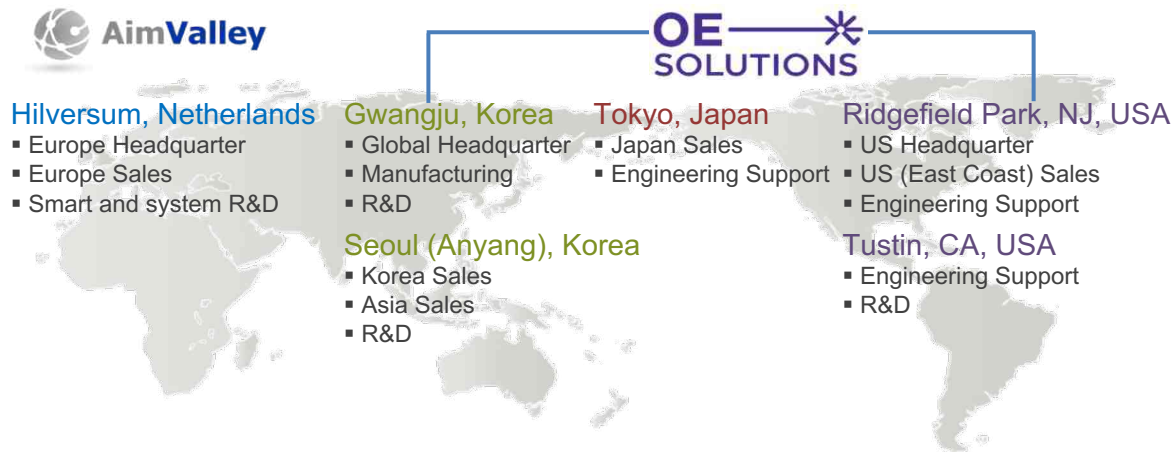 AimValley
OE
SOLUTIONS
Hilversum, Netherlands
▪ Europe Headquarter
▪ Europe Sales
▪ Smart and system R&D
Gwangju, Korea
▪ Global Headquarter
▪ Manufacturing
▪ R&D
Seoul (Anyang), Korea
▪ Korea Sales
▪ Asia Sales
▪ R&D
Tokyo, Japan
▪ Japan Sales
▪ Engineering Support
Ridgefield Park, NJ, USA
▪ US Headquarter
▪ US (East Coast) Sales
▪ Engineering Support
Tustin, CA, USA
▪ Engineering Support
▪ R&D